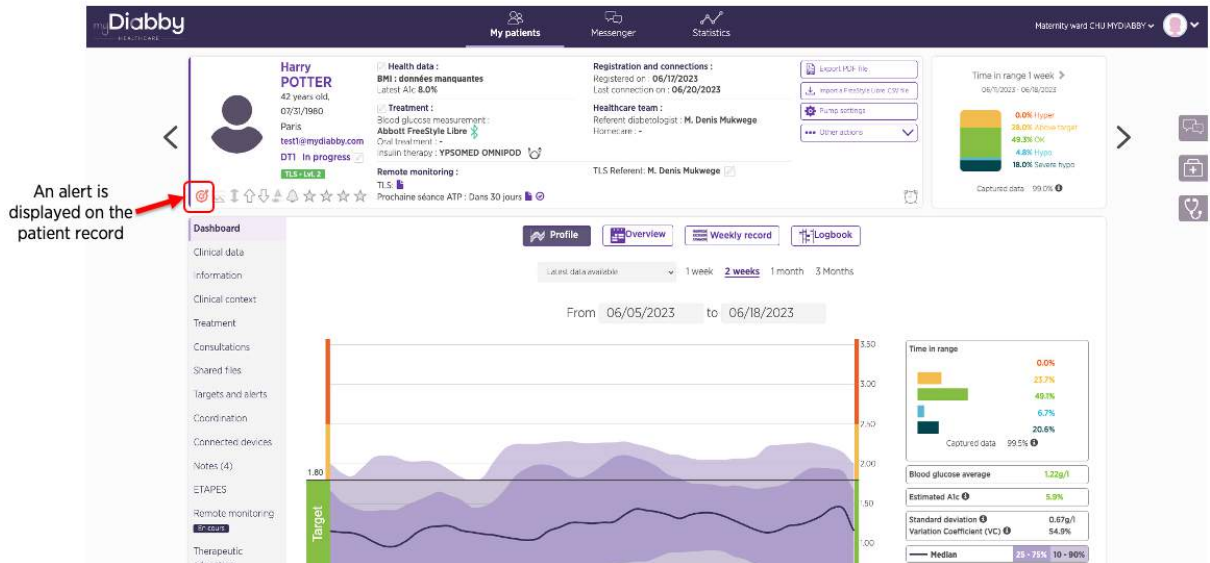 myDiabby
HEALTHCARE
My patients
Messenger
Statistics
Maternity ward CHU MYDIABBY
Harry
POTTER
42 years old,
07/31/1980
Paris
test1@mydiabby.com
DT1 In progress
TLS - Lvl. 2
Health data :
BMI : données manquantes
Latest A1c 8.0%
Treatment :
Blood glucose measurement :
Abbott FreeStyle Libre
Oral treatment : -
Insulin therapy : YPSOMED OMNIPOD
Remote monitoring :
TLS:
Prochaine séance ATP : Dans 30 jours
Registration and connections :
Registered on : 06/17/2023
Last connection on : 06/20/2023
Healthcare team :
Referent diabetologist : M. Denis Mukwege
Homecare : -
TLS Referent: M. Denis Mukwege
Export PDF file
Import a FreeStyle Libre CSV file
Pump settings
Other actions
Time in range 1 week
06/11/2023 - 06/18/2023
0.0% Hyper
28.0% Above target
49.3% OK
4.8% Hypo
18.0% Severe hypo
Captured data 99.0%
An alert is
displayed on the
patient record
Dashboard
Clinical data
Information
Clinical context
Treatment
Consultations
Shared files
Targets and alerts
Coordination
Connected devices
Notes (4)
ETAPES
Remote monitoring
En cours
Therapeutic
Profile
Overview
Weekly record
Logbook
Latest data available
1 week 2 weeks 1 month 3 Months
From 06/05/2023 to 06/18/2023
3.50
3.00
2.50
2.00
1.80
1.50
1.00
Target
Time in range
0.0%
23.7%
49.1%
6.7%
20.6%
Captured data 99.5%
Blood glucose average 1.22g/l
Estimated A1c 5.9%
Standard deviation 0.67g/l
Variation Coefficient (VC) 54.9%
Median 25 - 75% 10 - 90%